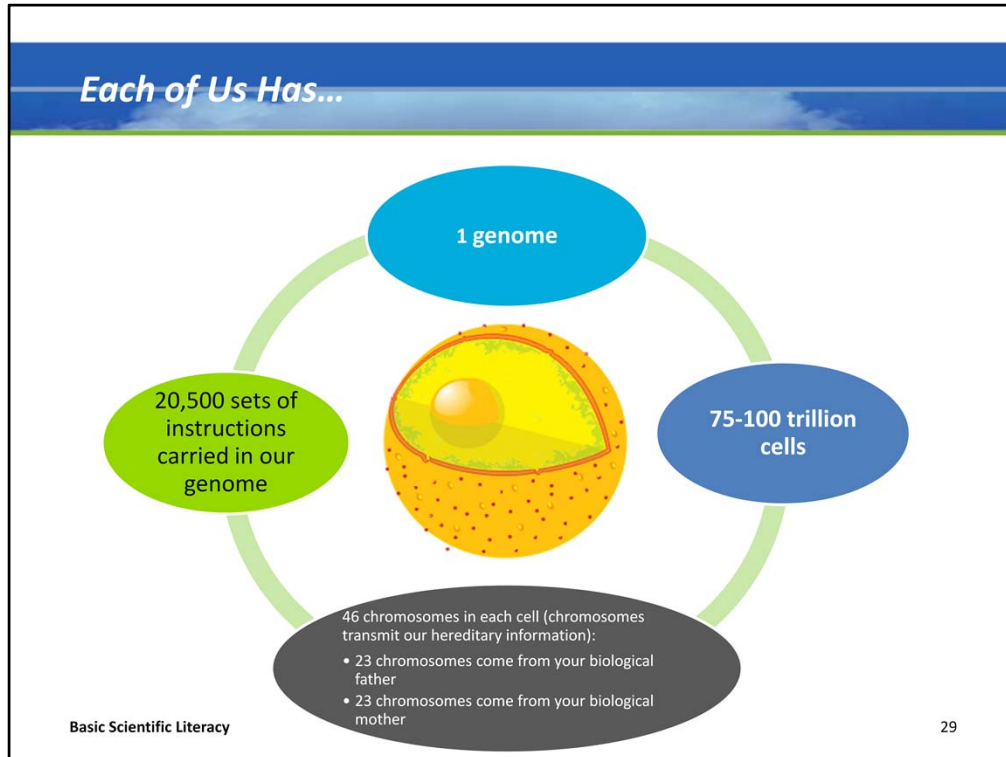 Each of Us Has...
1 genome
75-100 trillion
cells
46 chromosomes in each cell (chromosomes
transmit our hereditary information):
• 23 chromosomes come from your biological
father
• 23 chromosomes come from your biological
mother
20,500 sets of
instructions
carried in our
genome
Basic Scientific Literacy
29